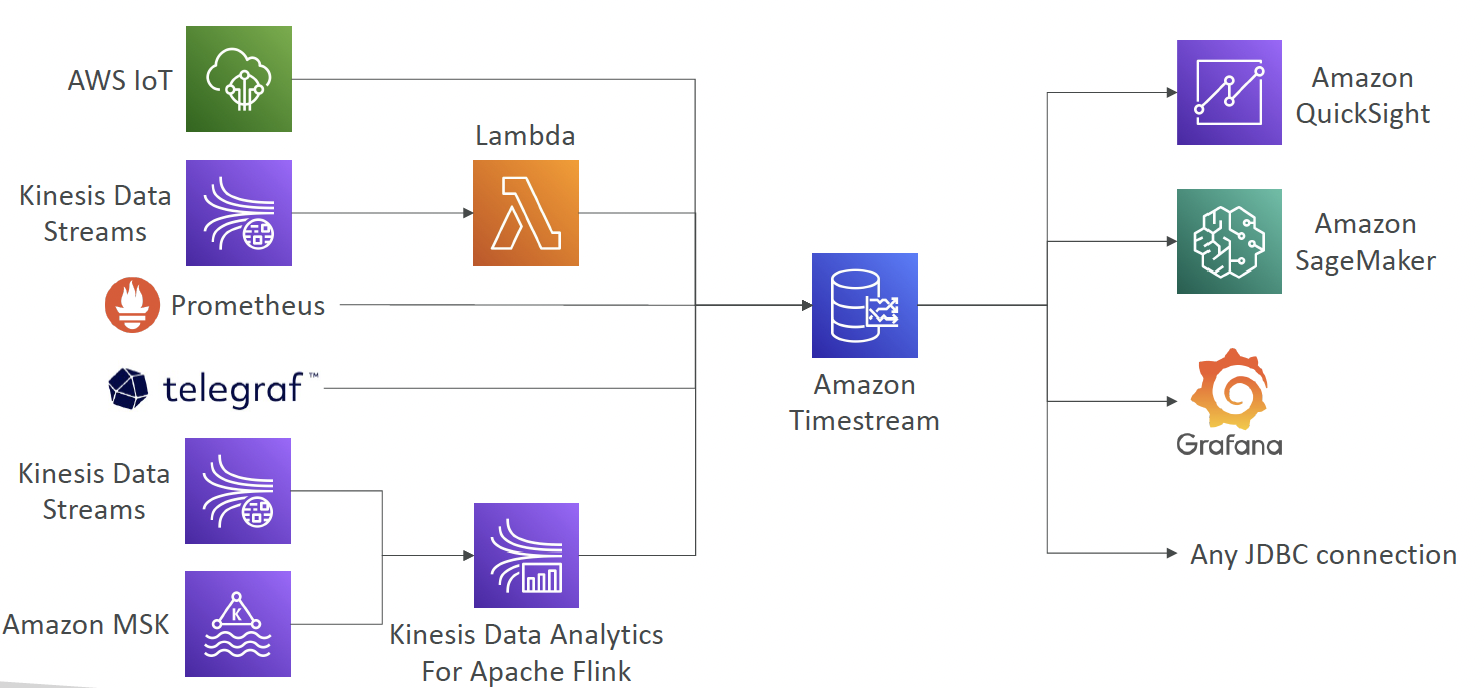 AWS IoT
Lambda
Kinesis Data
Streams
Prometheus
telegraf™
Kinesis Data
Streams
Amazon MSK
K
Kinesis Data Analytics
For Apache Flink
Amazon
Timestream
Amazon
QuickSight
Amazon
SageMaker
Grafana
Any JDBC connection